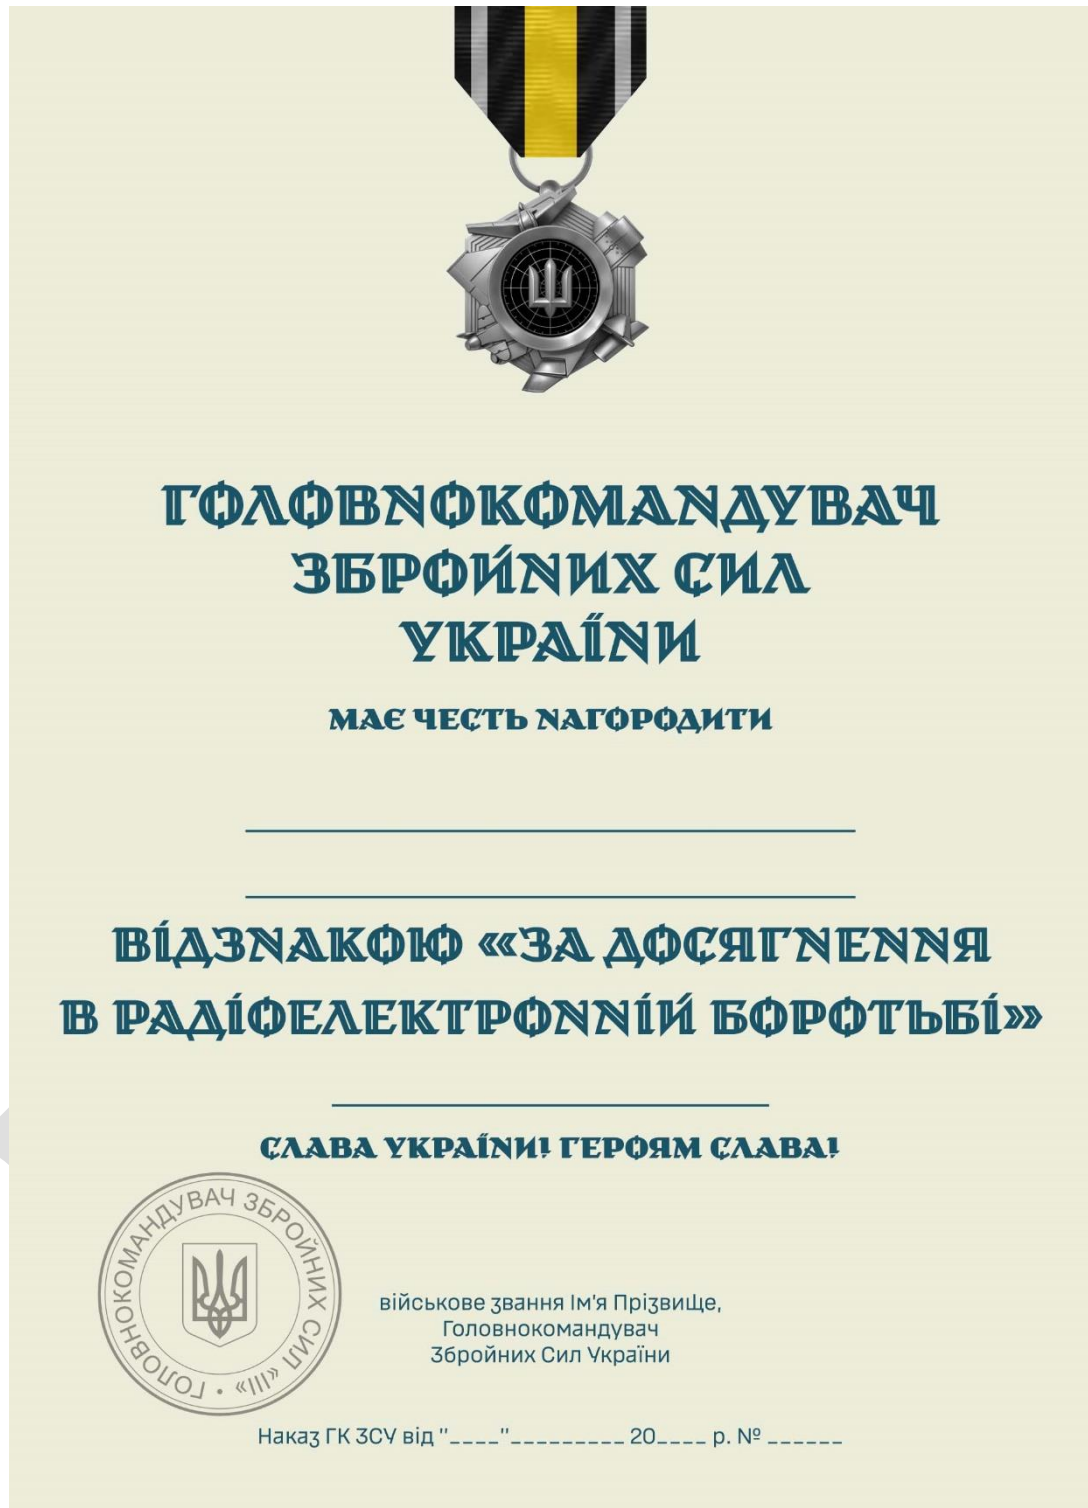 ГОЛОВНОКОМАНДУВАЧ
ЗБРОЙНИХ СИЛ
УКРАЇНИ
МАЄ ЧЕСТЬ НАГОРОДИТИ
ВІДЗНАКОЮ «ЗА ДОСЯГНЕННЯ
В РАДІОЕЛЕКТРОННІЙ БОРОТЬБІ»
СЛАВА УКРАЇНИ! ГЕРОЯМ СЛАВА!
ГОЛОВНОКОМАНДУВАЧ ЗБРОЙНИХ СИЛ «ІІІ» •
військове звання Ім'я Прізвище,
Головнокомандувач
Збройних Сил України
Наказ ГК ЗСУ від "____"_________ 20____ р. № ______